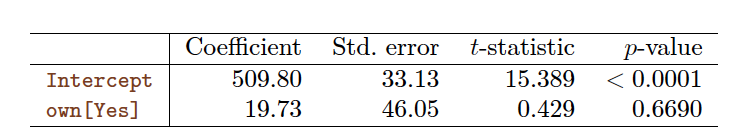 Coefficient Std. error t-statistic p-value
Intercept 509.80 33.13 15.389 < 0.0001
own[Yes] 19.73 46.05 0.429 0.6690